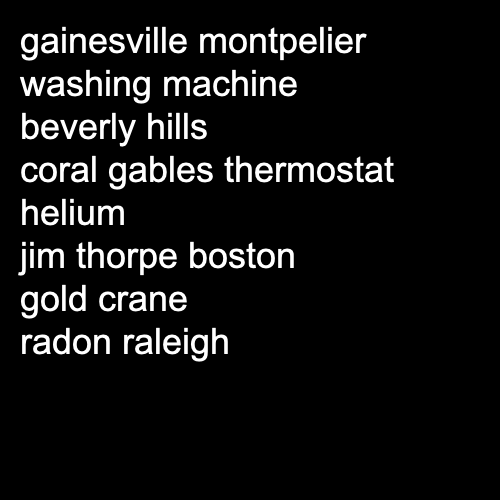 gainesville montpelier
washing machine
beverly hills
coral gables thermostat
helium
jim thorpe boston
gold crane
radon raleigh